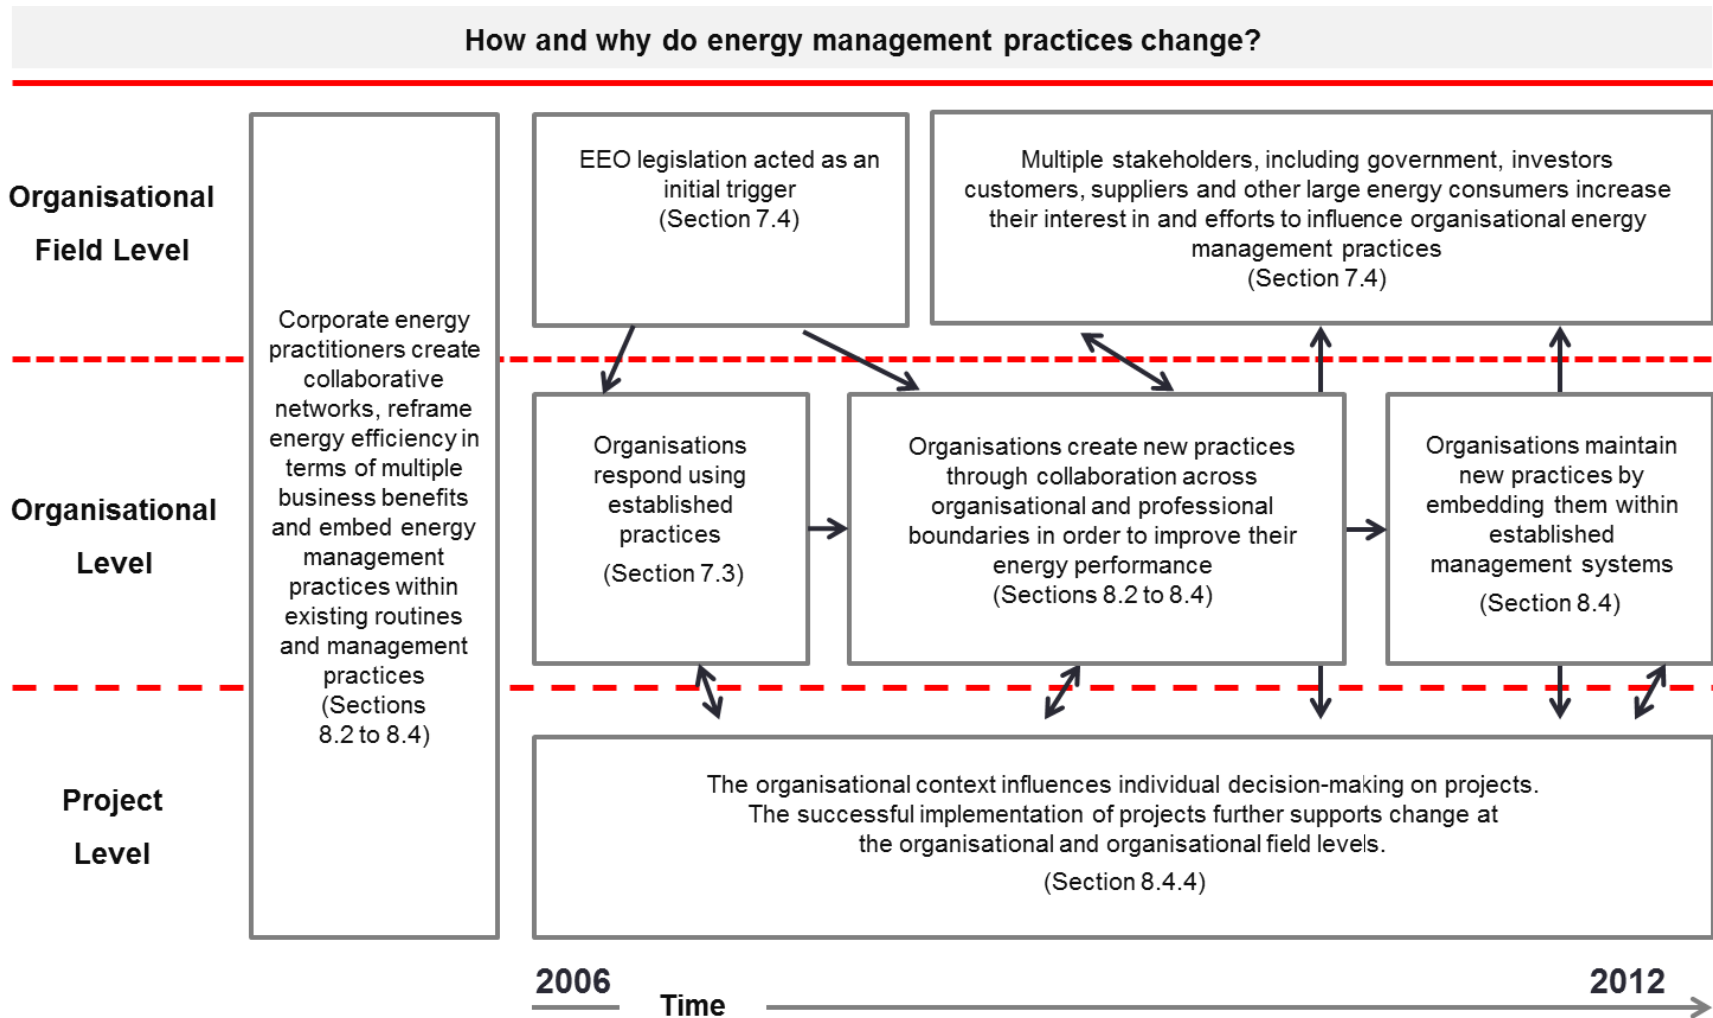 How and why do energy management practices change?
Organisational
Field Level
Organisational
Level
Project
Level
Corporate energy
practitioners create
collaborative
networks, reframe
energy efficiency in
terms of multiple
business benefits
and embed energy
management
practices within
existing routines
and management
practices
(Sections
8.2 to 8.4)
EEO legislation acted as an
initial trigger
(Section 7.4)
Multiple stakeholders, including government, investors
customers, suppliers and other large energy consumers increase
their interest in and efforts to influence organisational energy
management practices
(Section 7.4)
Organisations
respond using
established
practices
(Section 7.3)
Organisations create new practices
through collaboration across
organisational and professional
boundaries in order to improve their
energy performance
(Sections 8.2 to 8.4)
Organisations maintain
new practices by
embedding them within
established
management systems
(Section 8.4)
The organisational context influences individual decision-making on projects.
The successful implementation of projects further supports change at
the organisational and organisational field levels.
(Section 8.4.4)
2006
2012
Time